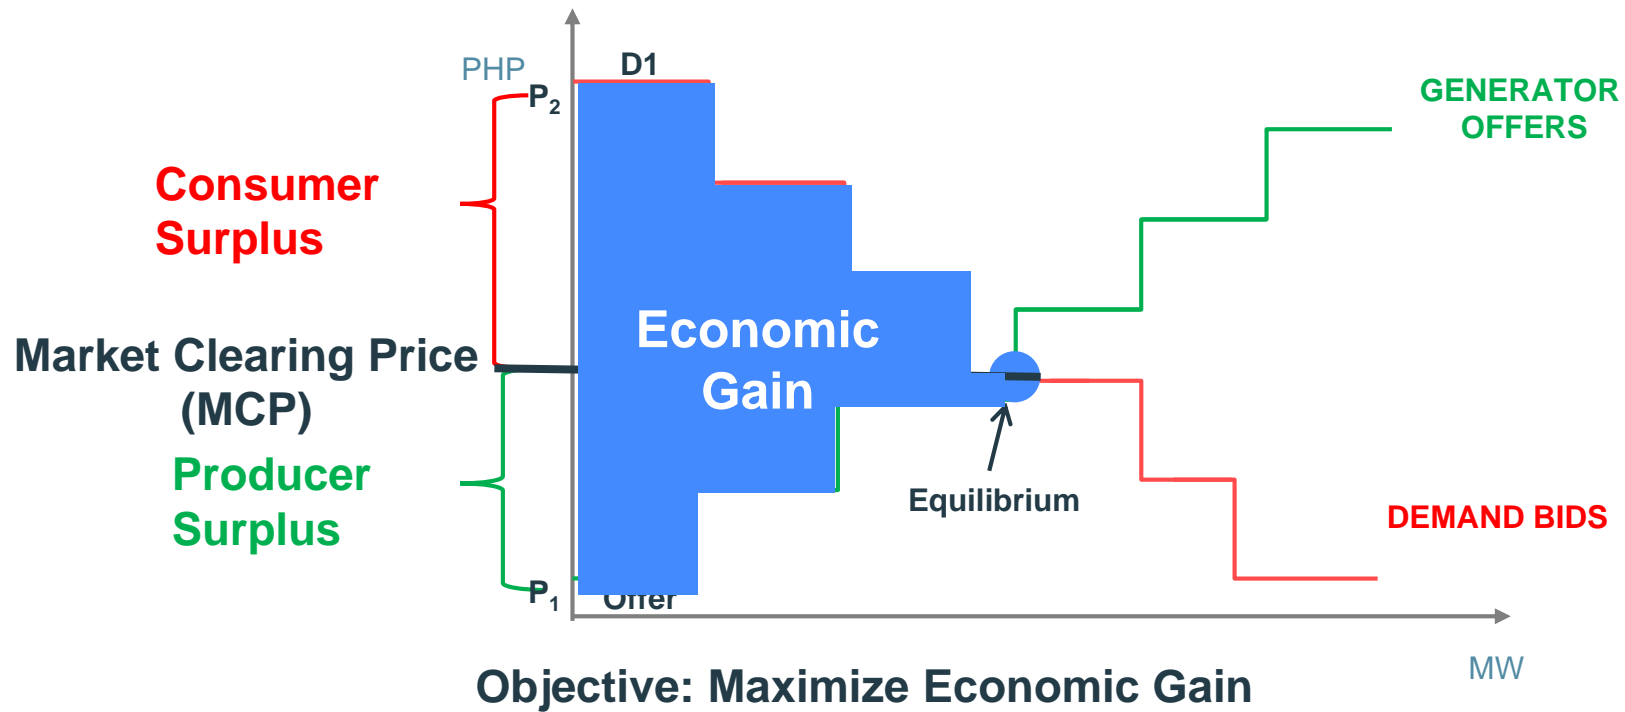 D1
PHP
P2
GENERATOR
OFFERS
Consumer
Surplus
Economic
Gain
Market Clearing Price
(MCP)
Producer
Surplus
Equilibrium
DEMAND BIDS
P1
Offer
MW
Objective: Maximize Economic Gain